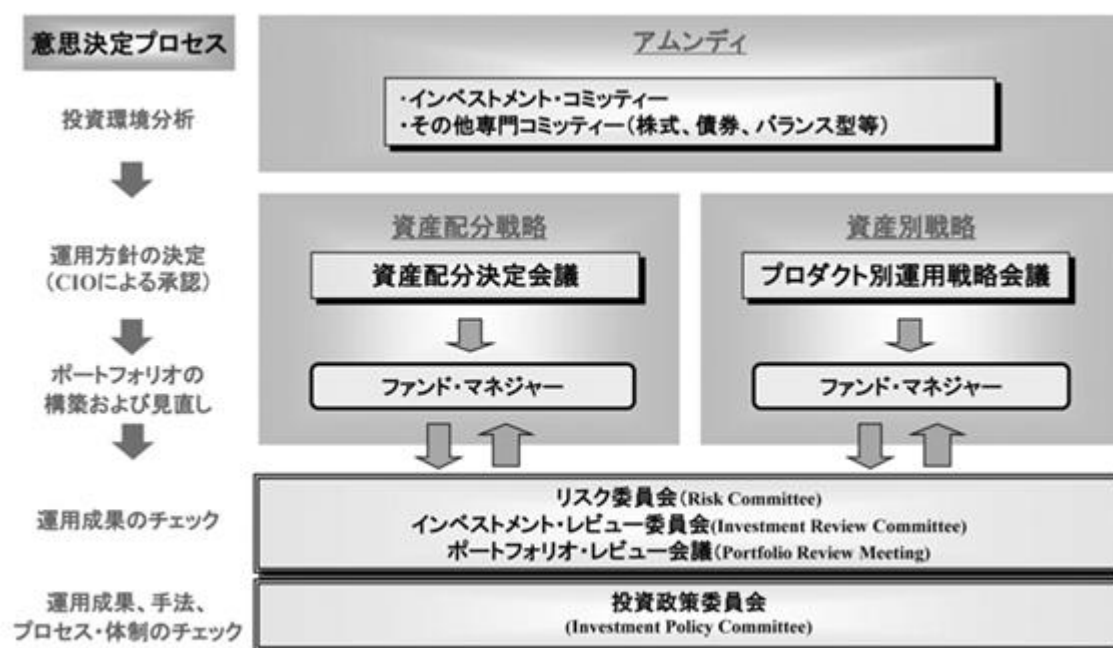 意思決定プロセス
アムンディ
・インベストメント・コミッティー
・その他専門コミッティー（株式、債券、バランス型等）
投資環境分析
資産配分戦略
資産別戦略
運用方針の決定
（CIOによる承認）
資産配分決定会議
プロダクト別運用戦略会議
ポートフォリオの
構築および見直し
ファンド・マネジャー
ファンド・マネジャー
運用成果のチェック
リスク委員会（Risk Committee）
インベストメント・レビュー委員会(Investment Review Committee)
ポートフォリオ・レビュー会議（Portfolio Review Meeting)
運用成果、手法、
プロセス・体制のチェック
投資政策委員会
(Investment Policy Committee)